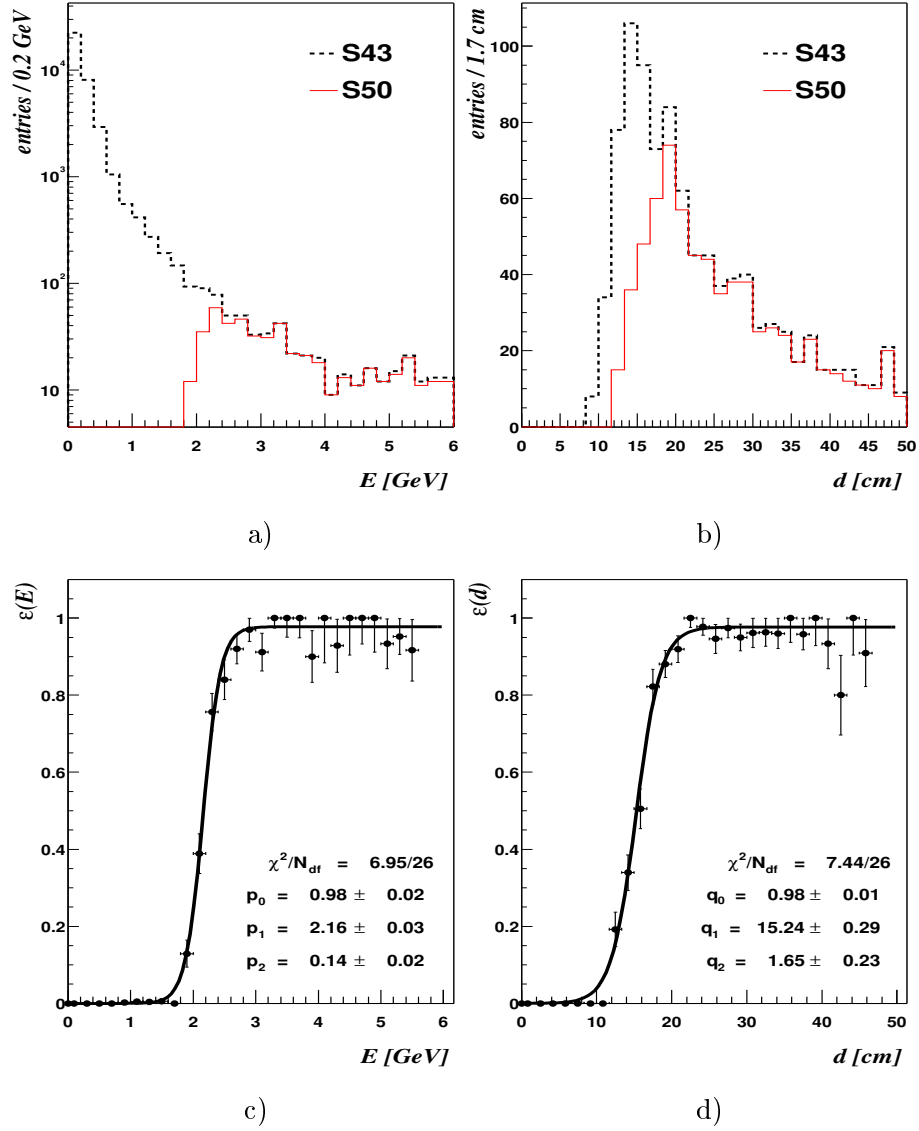 entries / 0.2 GeV
S43
S50
10⁴
10³
10²
10
0 1 2 3 4 5 6
E [GeV]
a)
entries / 1.7 cm
S43
S50
100
80
60
40
20
0
0 5 10 15 20 25 30 35 40 45 50
d [cm]
b)
ε(E)
1
0.8
0.6
0.4
0.2
0
χ²/N_df = 6.95/26
p₀ = 0.98 ± 0.02
p₁ = 2.16 ± 0.03
p₂ = 0.14 ± 0.02
0 1 2 3 4 5 6
E [GeV]
c)
ε(d)
1
0.8
0.6
0.4
0.2
0
χ²/N_df = 7.44/26
q₀ = 0.98 ± 0.01
q₁ = 15.24 ± 0.29
q₂ = 1.65 ± 0.23
0 10 20 30 40 50
d [cm]
d)